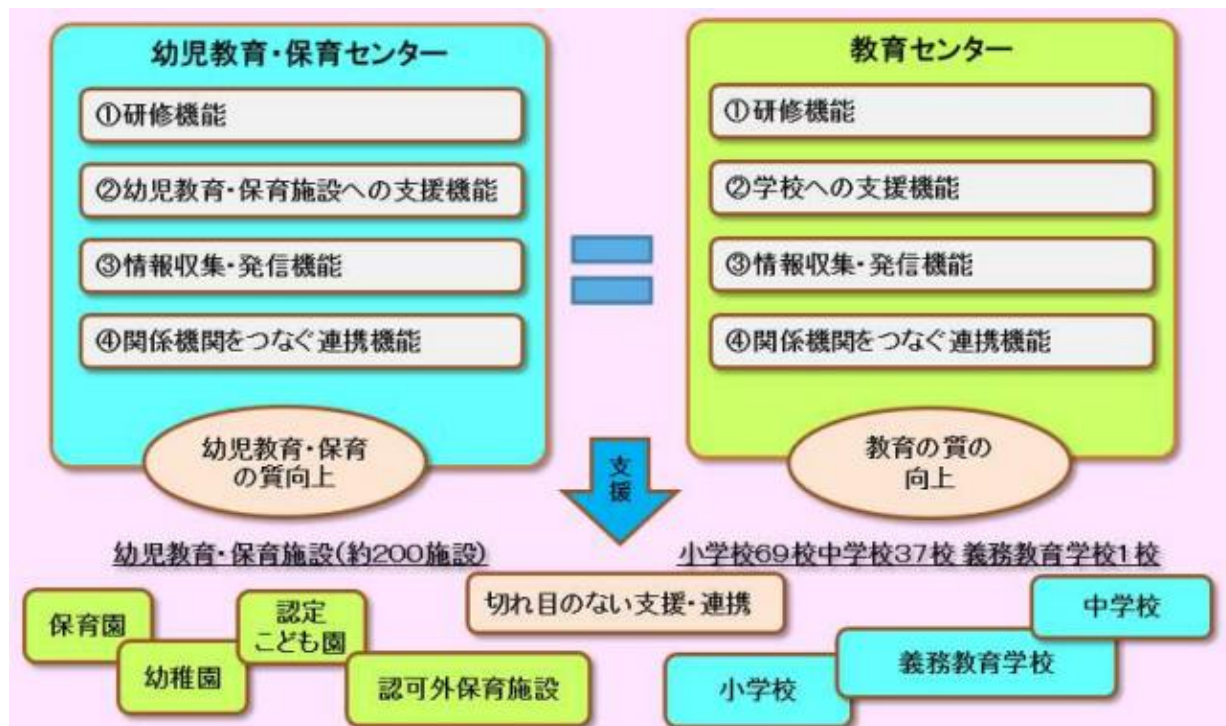 幼児教育・保育センター
①研修機能
②幼児教育・保育施設への支援機能
③情報収集・発信機能
④関係機関をつなぐ連携機能
幼児教育・保育
の質向上
教育センター
①研修機能
②学校への支援機能
③情報収集・発信機能
④関係機関をつなぐ連携機能
教育の質の
向上
支
援
幼児教育・保育施設(約200施設)
小学校69校中学校37校 義務教育学校1校
切れ目のない支援・連携
保育園
幼稚園
認定
こども園
認可外保育施設
小学校
義務教育学校
中学校